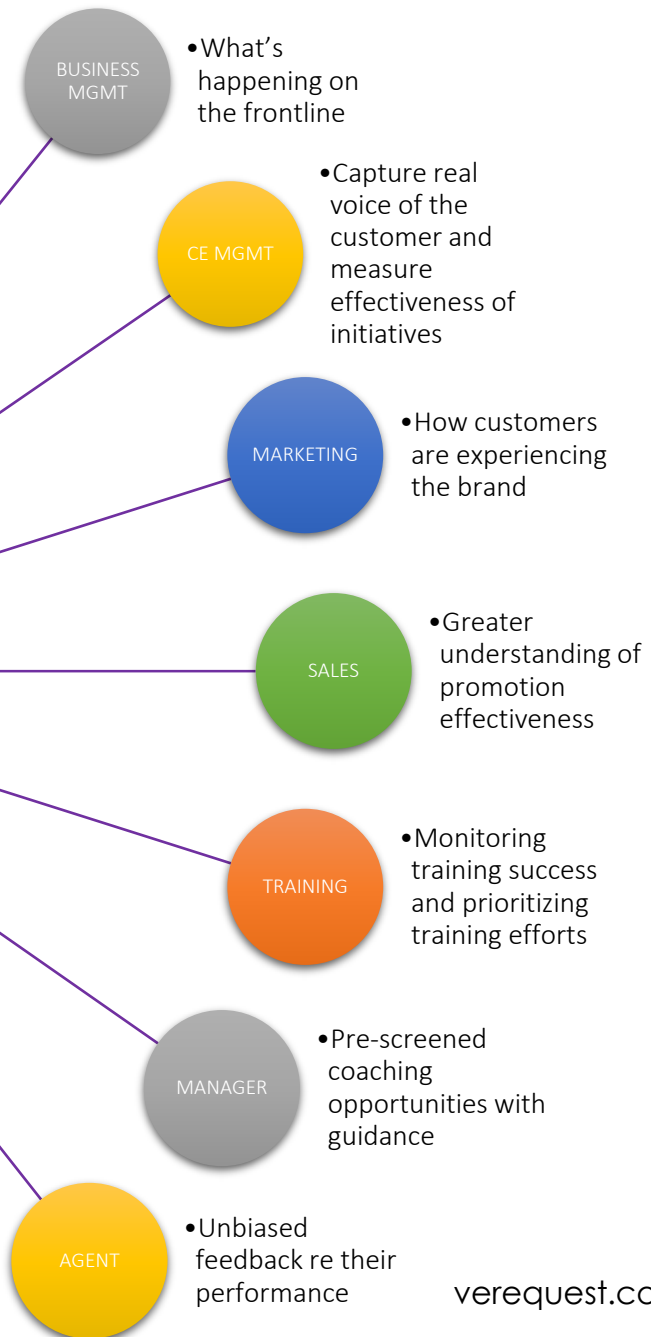 BUSINESS
MGMT
•What’s
happening on
the frontline
CE MGMT
•Capture real
voice of the
customer and
measure
effectiveness of
initiatives
MARKETING
•How customers
are experiencing
the brand
SALES
•Greater
understanding of
promotion
effectiveness
TRAINING
•Monitoring
training success
and prioritizing
training efforts
MANAGER
•Pre-screened
coaching
opportunities with
guidance
AGENT
•Unbiased
feedback re their
performance
verequest.co